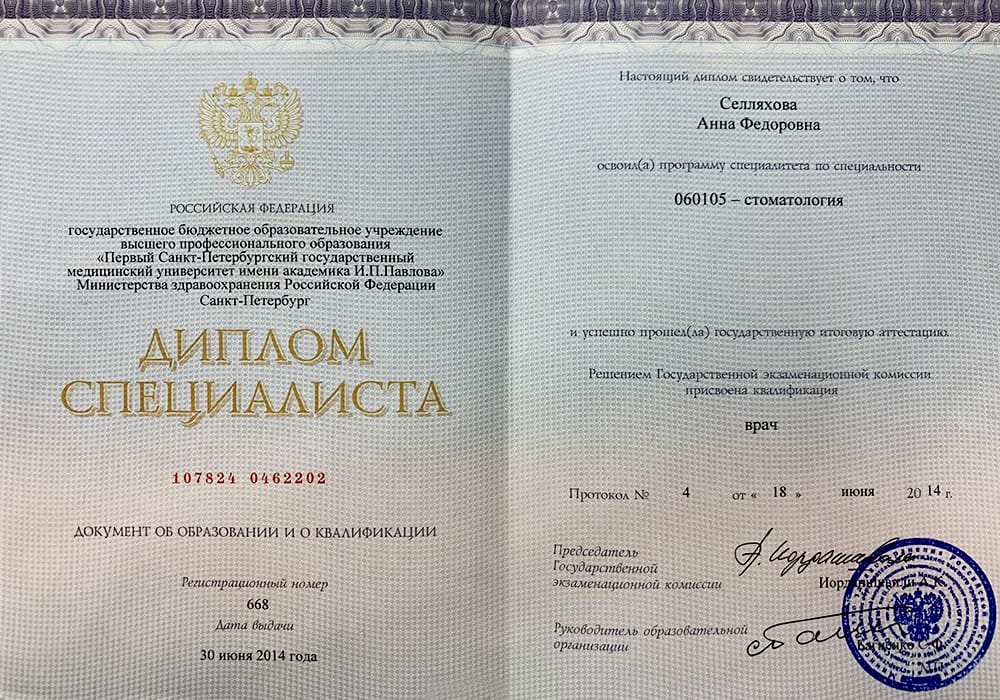 РОССИЙСКАЯ ФЕДЕРАЦИЯ
государственное бюджетное образовательное учреждение
высшего профессионального образования
«Первый Санкт-Петербургский государственный
медицинский университет имени академика И.П.Павлова»
Министерства здравоохранения Российской Федерации
Санкт-Петербург
ДИПЛОМ
СПЕЦИАЛИСТА
107824 0462202
ДОКУМЕНТ ОБ ОБРАЗОВАНИИ И О КВАЛИФИКАЦИИ
Регистрационный номер
668
Дата выдачи
30 июня 2014 года
Настоящий диплом свидетельствует о том, что
Селляхова
Анна Федоровна
освоил(а) программу специалитета по специальности
060105 – стоматология
и успешно прошел(ла) государственную итоговую аттестацию.
Решением Государственной экзаменационной комиссии
присвоена квалификация
врач
Протокол № 4 от « 18 » июня 2014 г.
Председатель
Государственной
экзаменационной комиссии
Иорданишвили А.К.
Руководитель образовательной
организации
М.П.